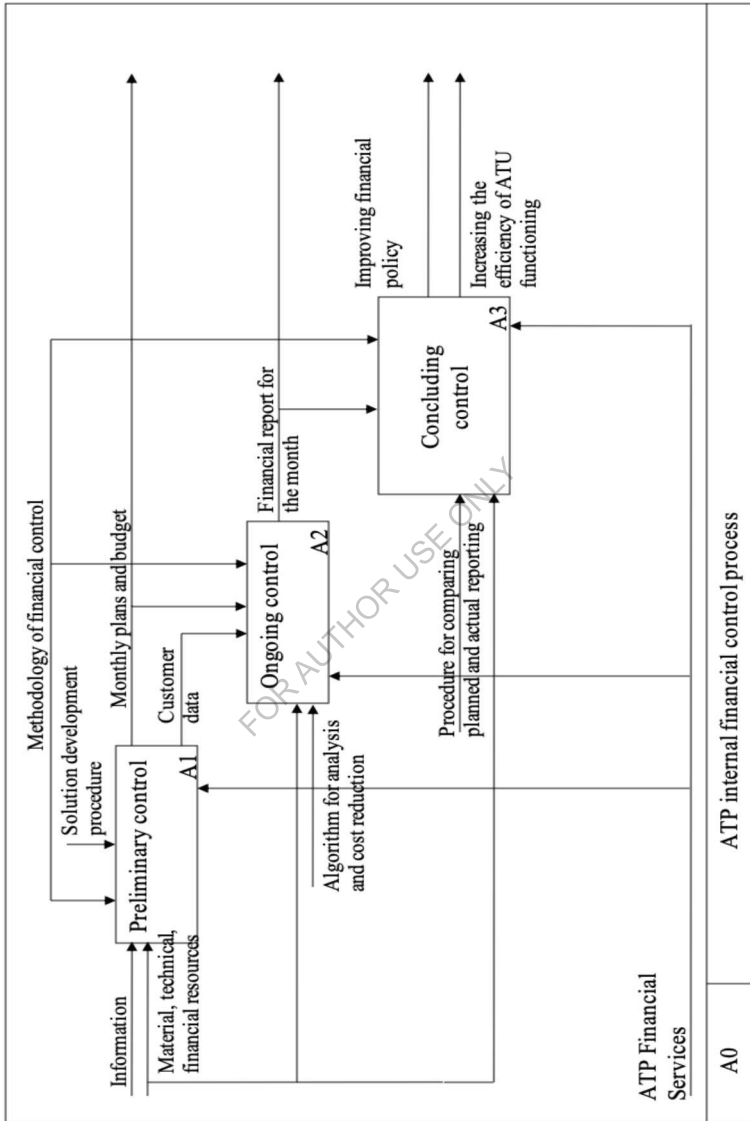 Methodology of financial control
Solution development
procedure
Monthly plans and budget
Information
Preliminary control
A1
Customer
data
Material, technical,
financial resources
Ongoing control
A2
Financial report for
the month
Algorithm for analysis
and cost reduction
Improving financial
policy
Concluding
control
A3
Increasing the
efficiency of ATU
functioning
Procedure for comparing
planned and actual reporting
FOR AUTHOR USE ONLY
ATP Financial
Services
A0
ATP internal financial control process